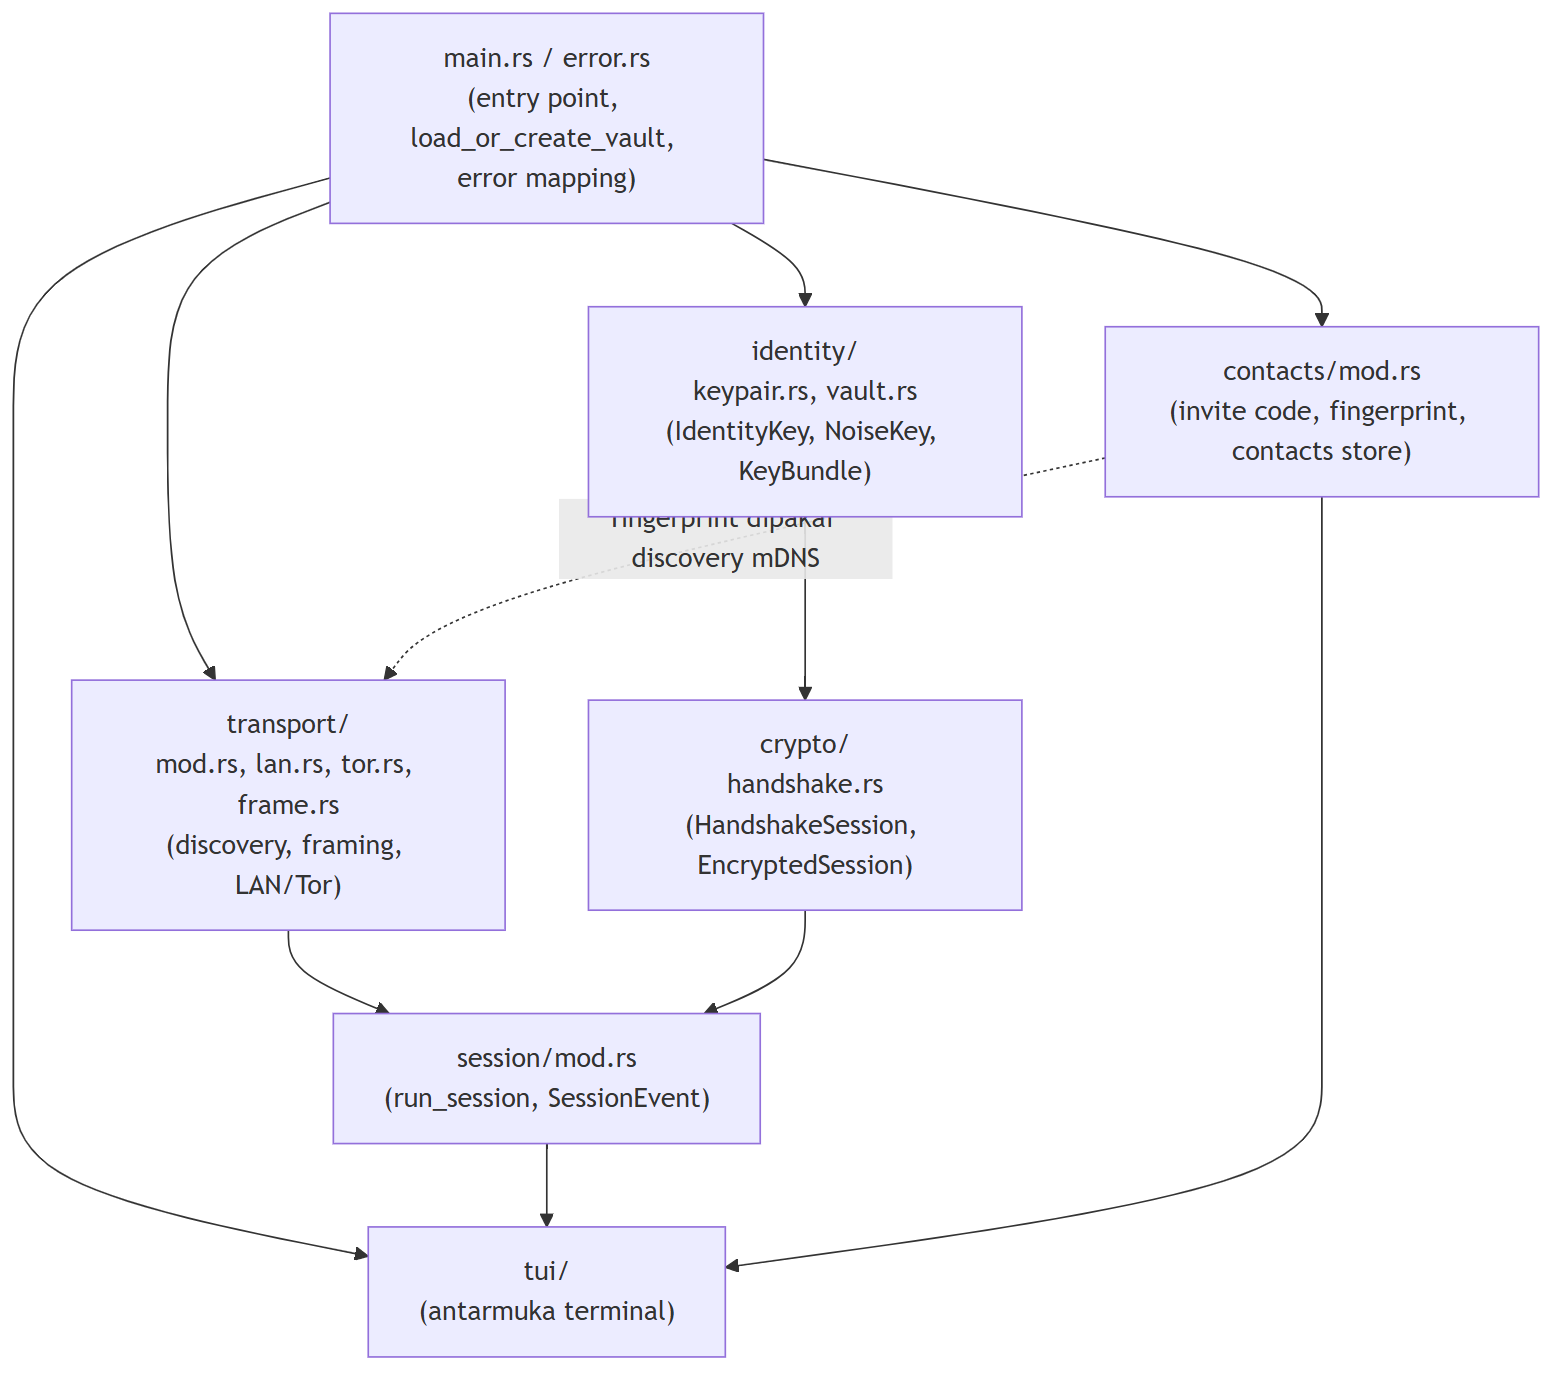 main.rs / error.rs
(entry point,
load_or_create_vault,
error mapping)
identity/
keypair.rs, vault.rs
(IdentityKey, NoiseKey,
KeyBundle)
contacts/mod.rs
(invite code, fingerprint,
contacts store)
fingerprint dipakai
discovery mDNS
transport/
mod.rs, lan.rs, tor.rs,
frame.rs
(discovery, framing,
LAN/Tor)
crypto/
handshake.rs
(HandshakeSession,
EncryptedSession)
session/mod.rs
(run_session, SessionEvent)
tui/
(antarmuka terminal)